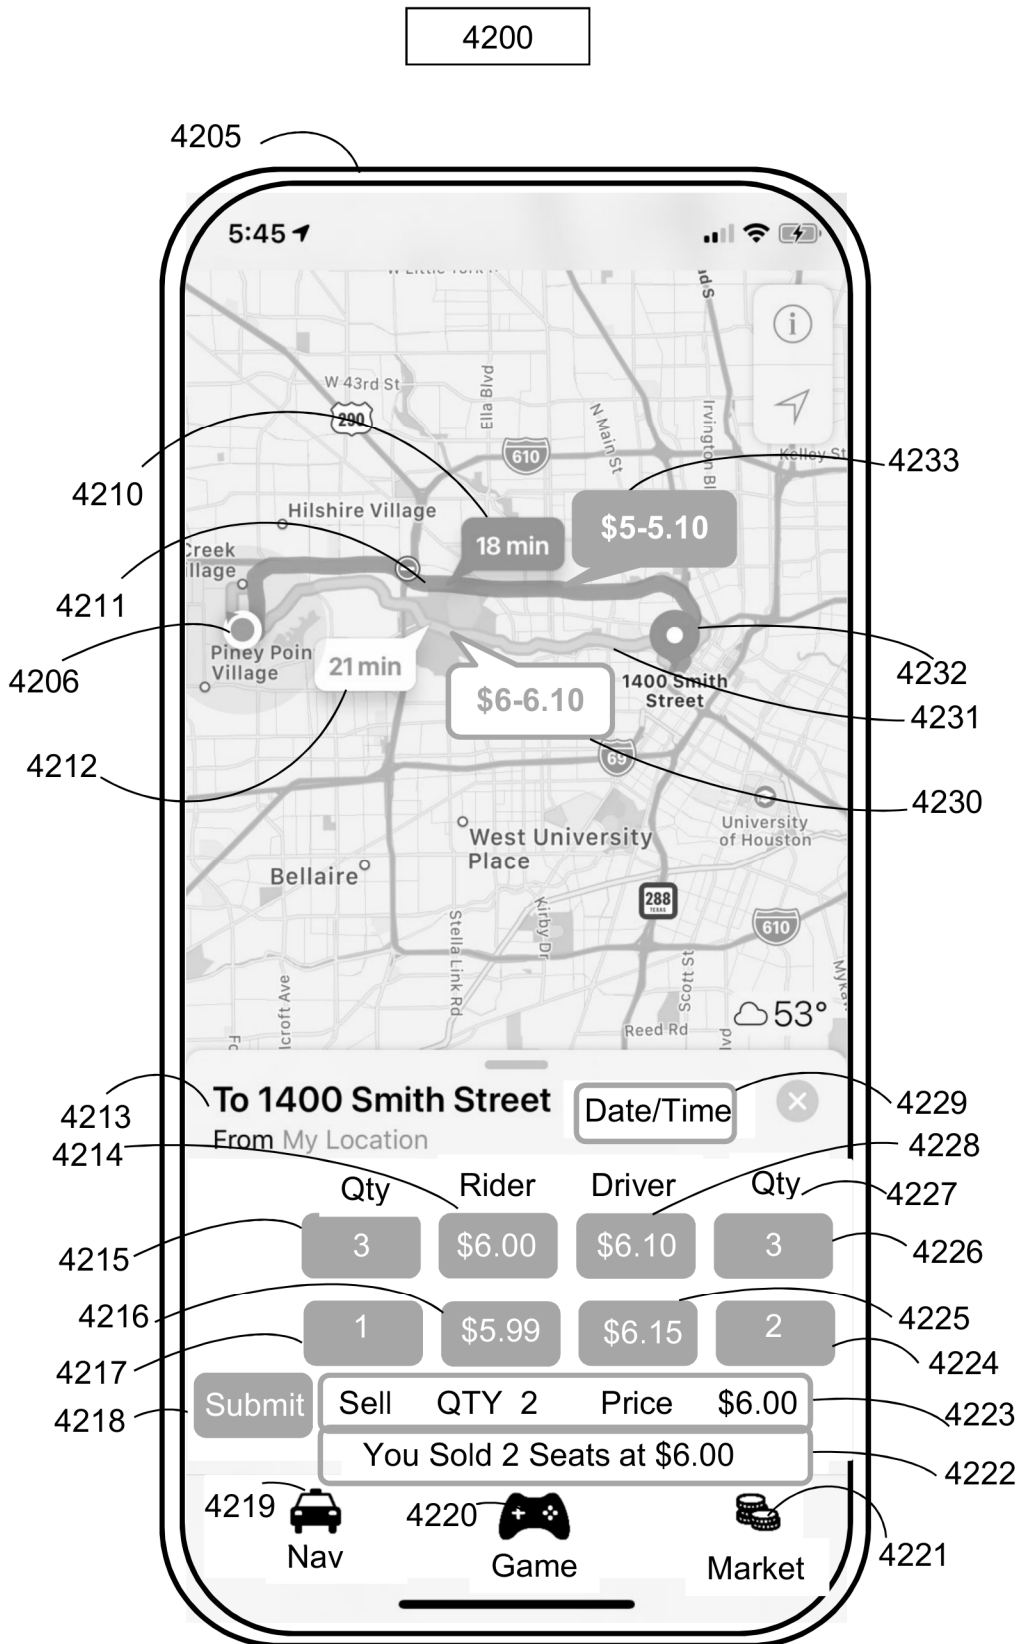 4200
4205
5:45
W 43rd St
Ella Blvd
N Main St
Irvington Bl
290
610
Kelley St
4233
4210
Hilshire Village
$5-5.10
18 min
Creek
illage
4211
4206
Piney Poin
Village
21 min
$6-6.10
1400 Smith
Street
4232
4231
4212
69
4230
University
of Houston
West University
Place
Bellaire
288
TEXAS
610
Stella Link Rd
Kirby Dr
Scott St
lcroft Ave
Reed Rd
53°
4213
To 1400 Smith Street
Date/Time
4229
From My Location
4214
4228
Qty Rider Driver Qty
4227
4215
3 $6.00 $6.10 3
4226
4216
4225
1 $5.99 $6.15 2
4217
4224
4218
Submit
Sell QTY 2 Price $6.00
4223
You Sold 2 Seats at $6.00
4222
4219
4220
4221
Nav Game Market